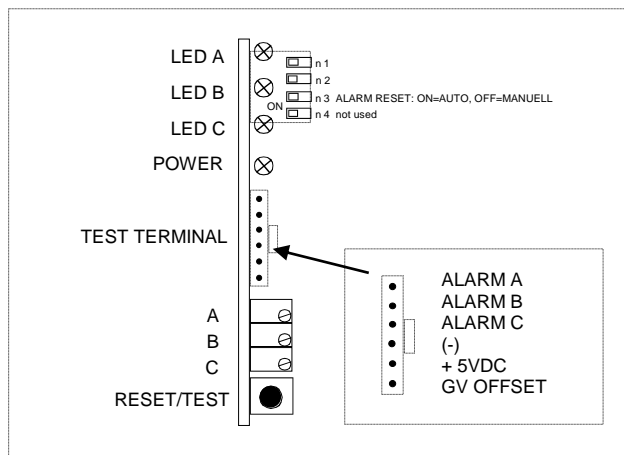 LED A
LED B
LED C
POWER
n 1
n 2
n 3 ALARM RESET: ON=AUTO, OFF=MANUELL
ON
n 4 not used
TEST TERMINAL
A
B
C
RESET/TEST
ALARM A
ALARM B
ALARM C
(-)
+ 5VDC
GV OFFSET